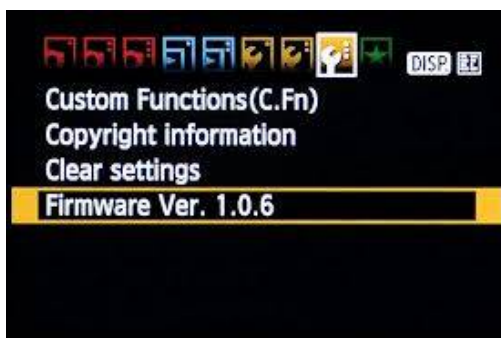 DISP.
Custom Functions(C.Fn)
Copyright information
Clear settings
Firmware Ver. 1.0.6